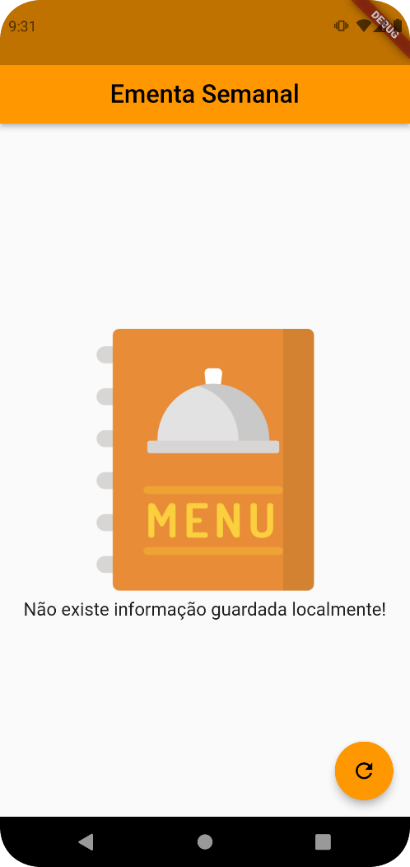 9:31
DEBUG
Ementa Semanal
MENU
Não existe informação guardada localmente!